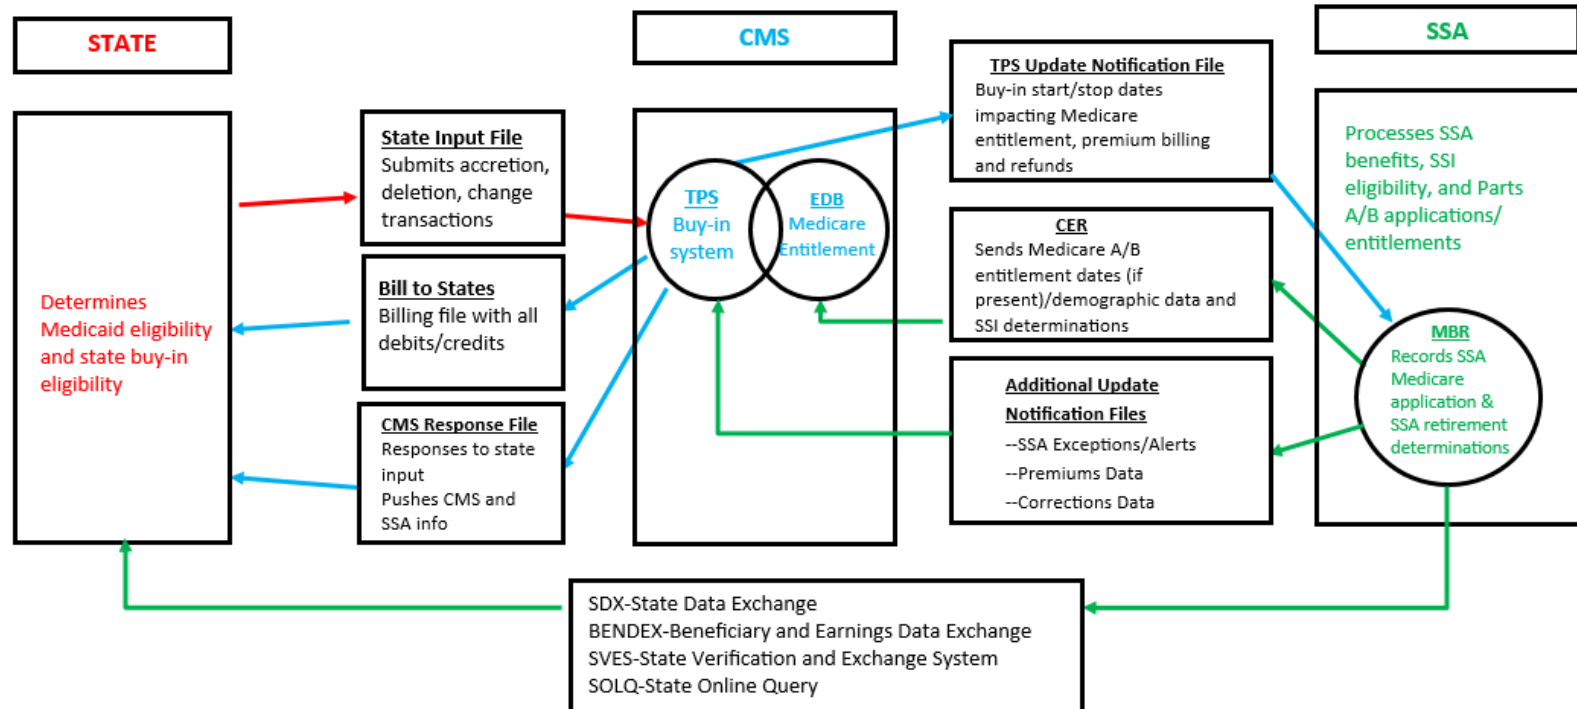 STATE
CMS
SSA
Determines
Medicaid eligibility
and state buy-in
eligibility
State Input File
Submits accretion,
deletion, change
transactions
Bill to States
Billing file with all
debits/credits
CMS Response File
Responses to state
input
Pushes CMS and
SSA info
TPS
Buy-in
system
EDB
Medicare
Entitlement
TPS Update Notification File
Buy-in start/stop dates
impacting Medicare
entitlement, premium billing
and refunds
CER
Sends Medicare A/B
entitlement dates (if
present)/demographic data and
SSI determinations
Additional Update
Notification Files
--SSA Exceptions/Alerts
--Premiums Data
--Corrections Data
Processes SSA
benefits, SSI
eligibility, and Parts
A/B applications/
entitlements
MBR
Records SSA
Medicare
application &
SSA retirement
determinations
SDX-State Data Exchange
BENDEX-Beneficiary and Earnings Data Exchange
SVES-State Verification and Exchange System
SOLQ-State Online Query